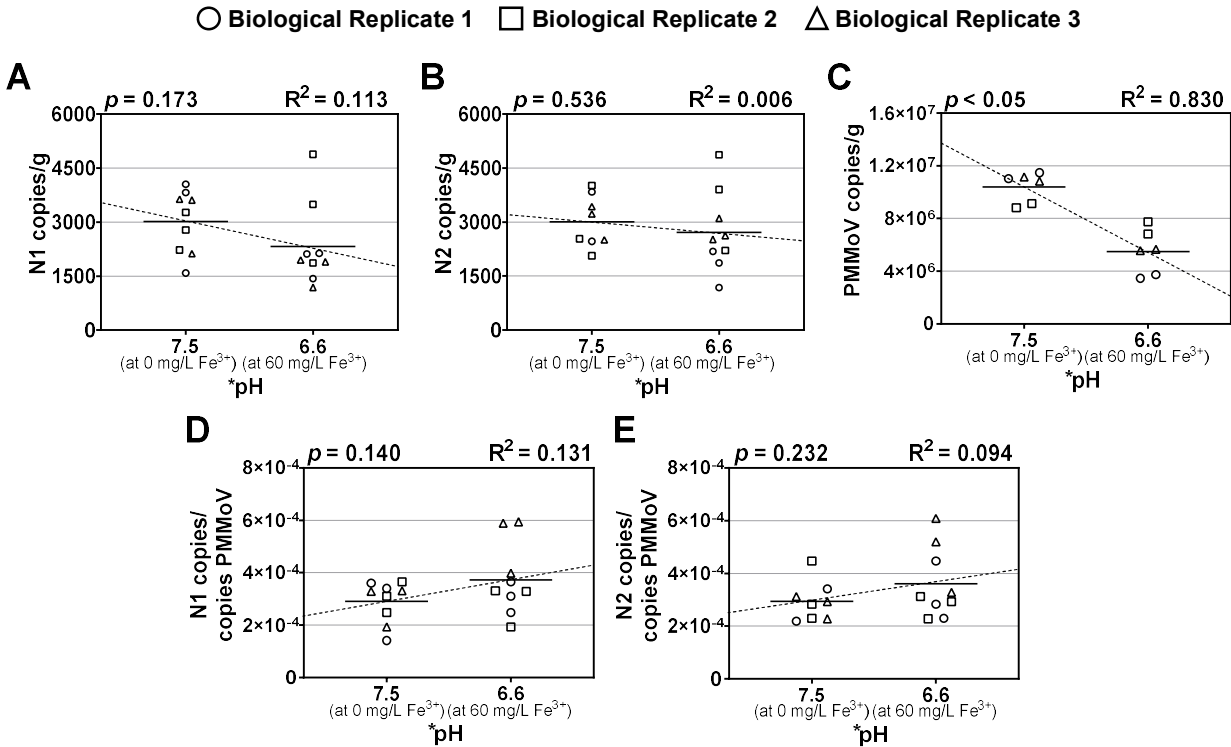 Biological Replicate 1 Biological Replicate 2 Biological Replicate 3
A
p = 0.173 R² = 0.113
N1 copies/g
6000
4500
3000
1500
0
7.5 6.6
(at 0 mg/L Fe³⁺) (at 60 mg/L Fe³⁺)
*pH
B
p = 0.536 R² = 0.006
N2 copies/g
6000
4500
3000
1500
0
7.5 6.6
(at 0 mg/L Fe³⁺) (at 60 mg/L Fe³⁺)
*pH
C
p < 0.05 R² = 0.830
PMMoV copies/g
1.6×10⁷
1.2×10⁷
8×10⁶
4×10⁶
0
7.5 6.6
(at 0 mg/L Fe³⁺) (at 60 mg/L Fe³⁺)
*pH
D
p = 0.140 R² = 0.131
N1 copies/
copies PMMoV
8×10⁻⁴
6×10⁻⁴
4×10⁻⁴
2×10⁻⁴
0
7.5 6.6
(at 0 mg/L Fe³⁺) (at 60 mg/L Fe³⁺)
*pH
E
p = 0.232 R² = 0.094
N2 copies/
copies PMMoV
8×10⁻⁴
6×10⁻⁴
4×10⁻⁴
2×10⁻⁴
0
7.5 6.6
(at 0 mg/L Fe³⁺) (at 60 mg/L Fe³⁺)
*pH